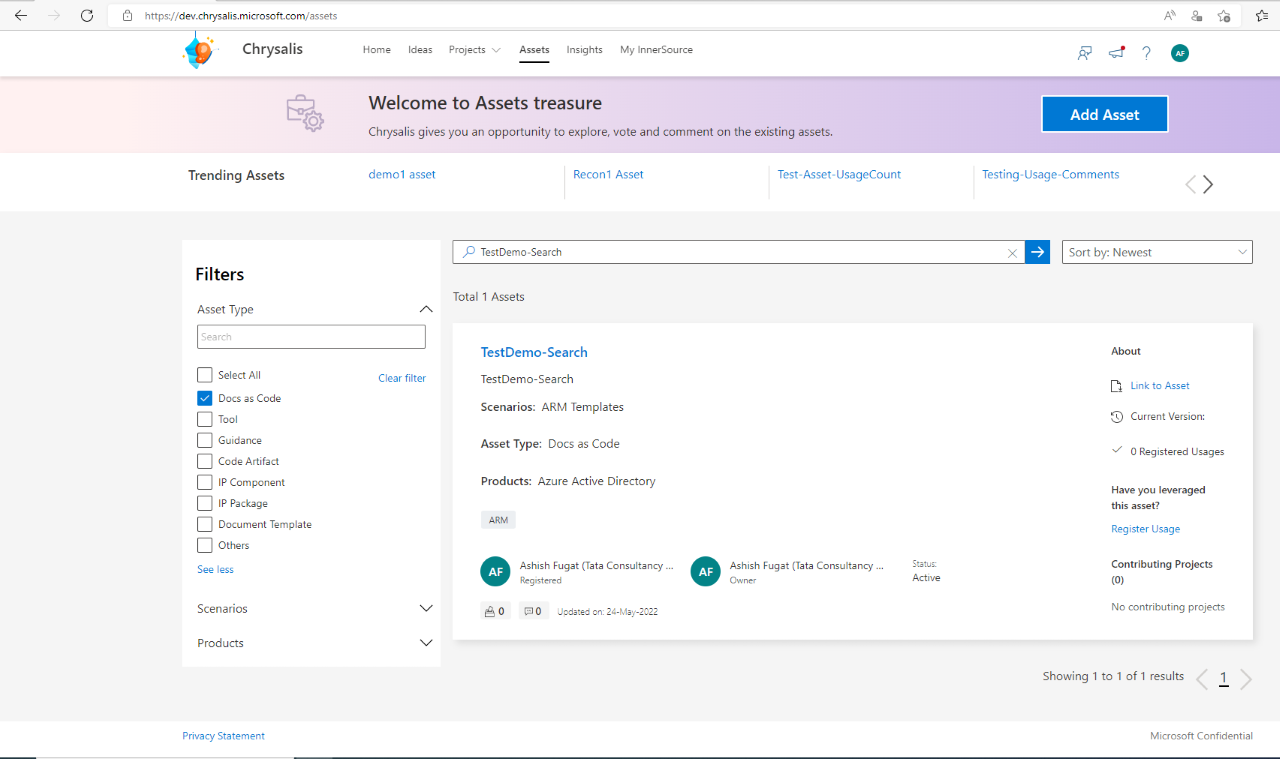 https://dev.chrysalis.microsoft.com/assets
Chrysalis
Home Ideas Projects Assets Insights My InnerSource
AF
Welcome to Assets treasure
Chrysalis gives you an opportunity to explore, vote and comment on the existing assets.
Add Asset
Trending Assets
demo1 asset
Recon1 Asset
Test-Asset-UsageCount
Testing-Usage-Comments
Filters
Asset Type
Search
Select All
Clear filter
Docs as Code
Tool
Guidance
Code Artifact
IP Component
IP Package
Document Template
Others
See less
Scenarios
Products
TestDemo-Search
Sort by: Newest
Total 1 Assets
TestDemo-Search
TestDemo-Search
Scenarios: ARM Templates
Asset Type: Docs as Code
Products: Azure Active Directory
ARM
AF
Ashish Fugat (Tata Consultancy ...
Registered
AF
Ashish Fugat (Tata Consultancy ...
Owner
Status:
Active
0
0
Updated on: 24-May-2022
About
Link to Asset
Current Version:
0 Registered Usages
Have you leveraged
this asset?
Register Usage
Contributing Projects
(0)
No contributing projects
Showing 1 to 1 of 1 results
1
Privacy Statement
Microsoft Confidential